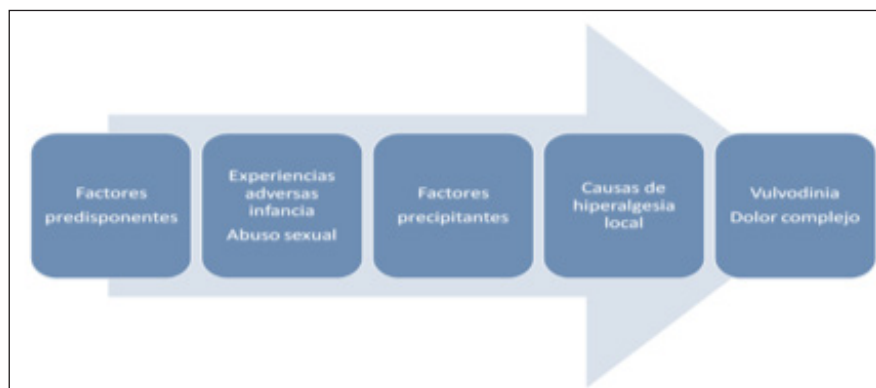 Factores
predisponentes
Experiencias
adversas
infancia
Abuso sexual
Factores
precipitantes
Causas de
hiperalgesia
local
Vulvodinia
Dolor complejo